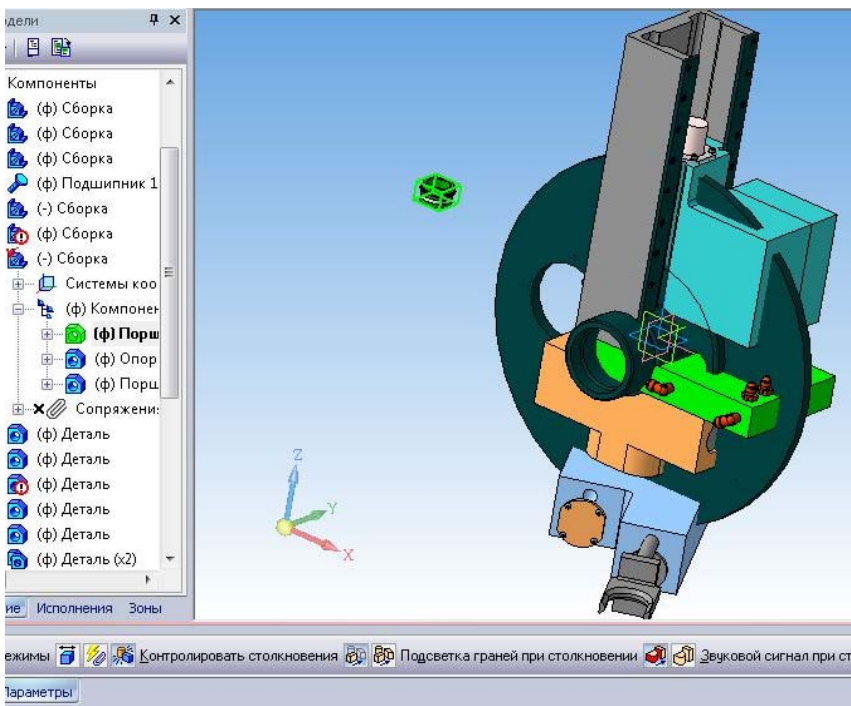 дели
Компоненты
(ф) Сборка
(ф) Сборка
(ф) Сборка
(ф) Подшипник 1
(-) Сборка
(ф) Сборка
(-) Сборка
Системы коо
(ф) Компонен
(ф) Порш
(ф) Опор
(ф) Порш
Сопряжени
(ф) Деталь
(ф) Деталь
(ф) Деталь
(ф) Деталь
(ф) Деталь
(ф) Деталь (x2)
ие Исполнения Зоны
Z
Y
X
ежимы Контролировать столкновения Подсветка граней при столкновении Звуковой сигнал при ст
Параметры